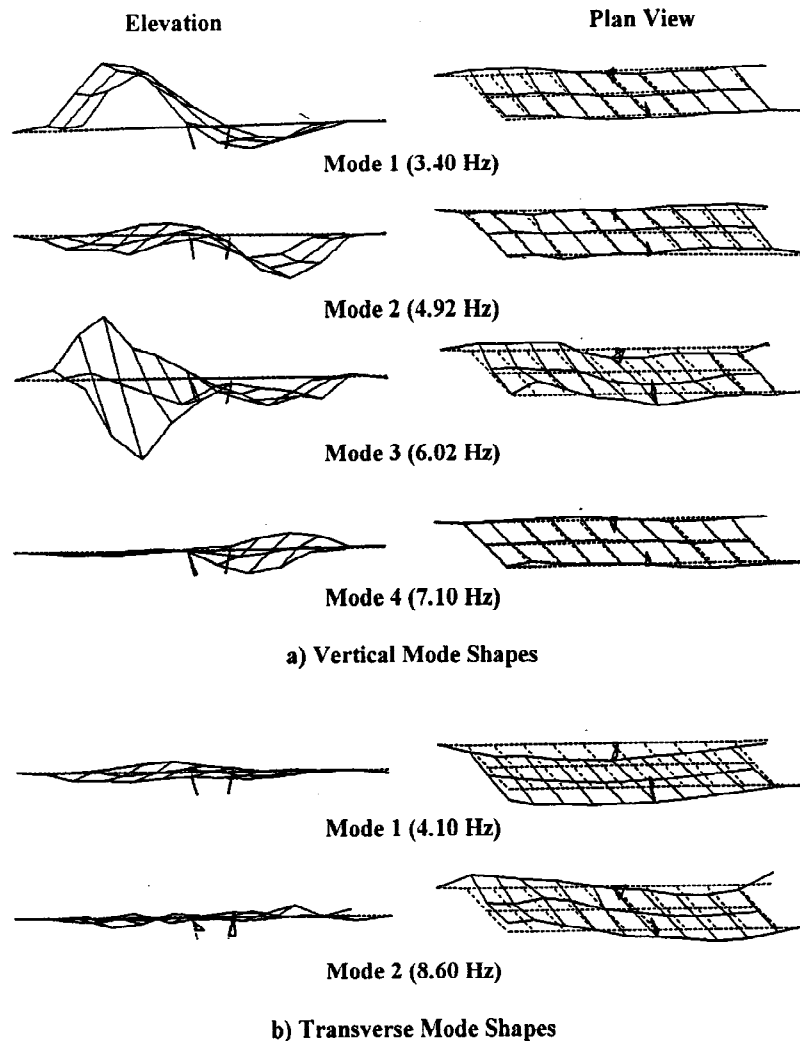 Elevation
Plan View
Mode 1 (3.40 Hz)
Mode 2 (4.92 Hz)
Mode 3 (6.02 Hz)
Mode 4 (7.10 Hz)
a) Vertical Mode Shapes
Mode 1 (4.10 Hz)
Mode 2 (8.60 Hz)
b) Transverse Mode Shapes